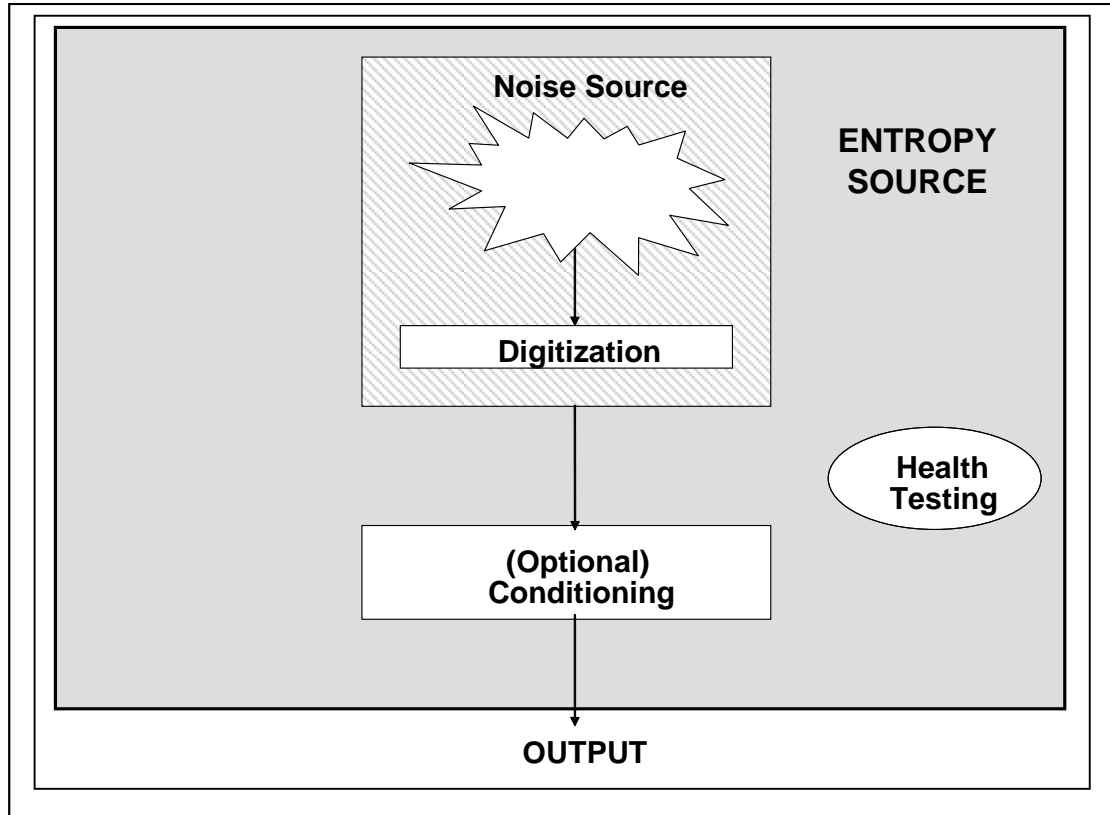 Noise Source
ENTROPY
SOURCE
Digitization
Health
Testing
(Optional)
Conditioning
OUTPUT